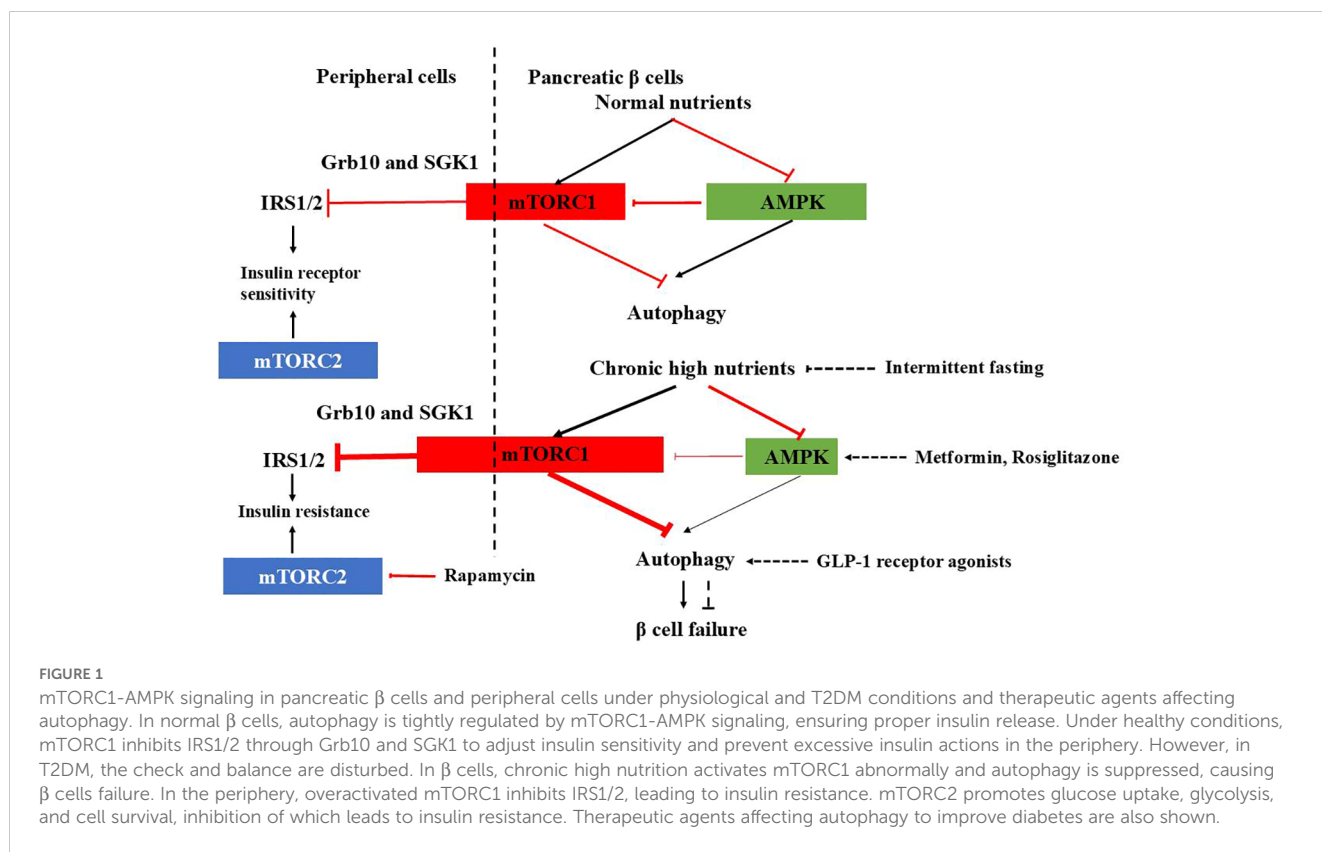 Peripheral cells
Pancreatic β cells
Normal nutrients
Grb10 and SGK1
IRS1/2
mTORC1
AMPK
Insulin receptor
sensitivity
Autophagy
mTORC2
Chronic high nutrients
Intermittent fasting
Grb10 and SGK1
IRS1/2
mTORC1
AMPK
Metformin, Rosiglitazone
Insulin resistance
Autophagy
GLP-1 receptor agonists
mTORC2
Rapamycin
β cell failure
FIGURE 1
mTORC1-AMPK signaling in pancreatic β cells and peripheral cells under physiological and T2DM conditions and therapeutic agents affecting
autophagy. In normal β cells, autophagy is tightly regulated by mTORC1-AMPK signaling, ensuring proper insulin release. Under healthy conditions,
mTORC1 inhibits IRS1/2 through Grb10 and SGK1 to adjust insulin sensitivity and prevent excessive insulin actions in the periphery. However, in
T2DM, the check and balance are disturbed. In β cells, chronic high nutrition activates mTORC1 abnormally and autophagy is suppressed, causing
β cells failure. In the periphery, overactivated mTORC1 inhibits IRS1/2, leading to insulin resistance. mTORC2 promotes glucose uptake, glycolysis,
and cell survival, inhibition of which leads to insulin resistance. Therapeutic agents affecting autophagy to improve diabetes are also shown.